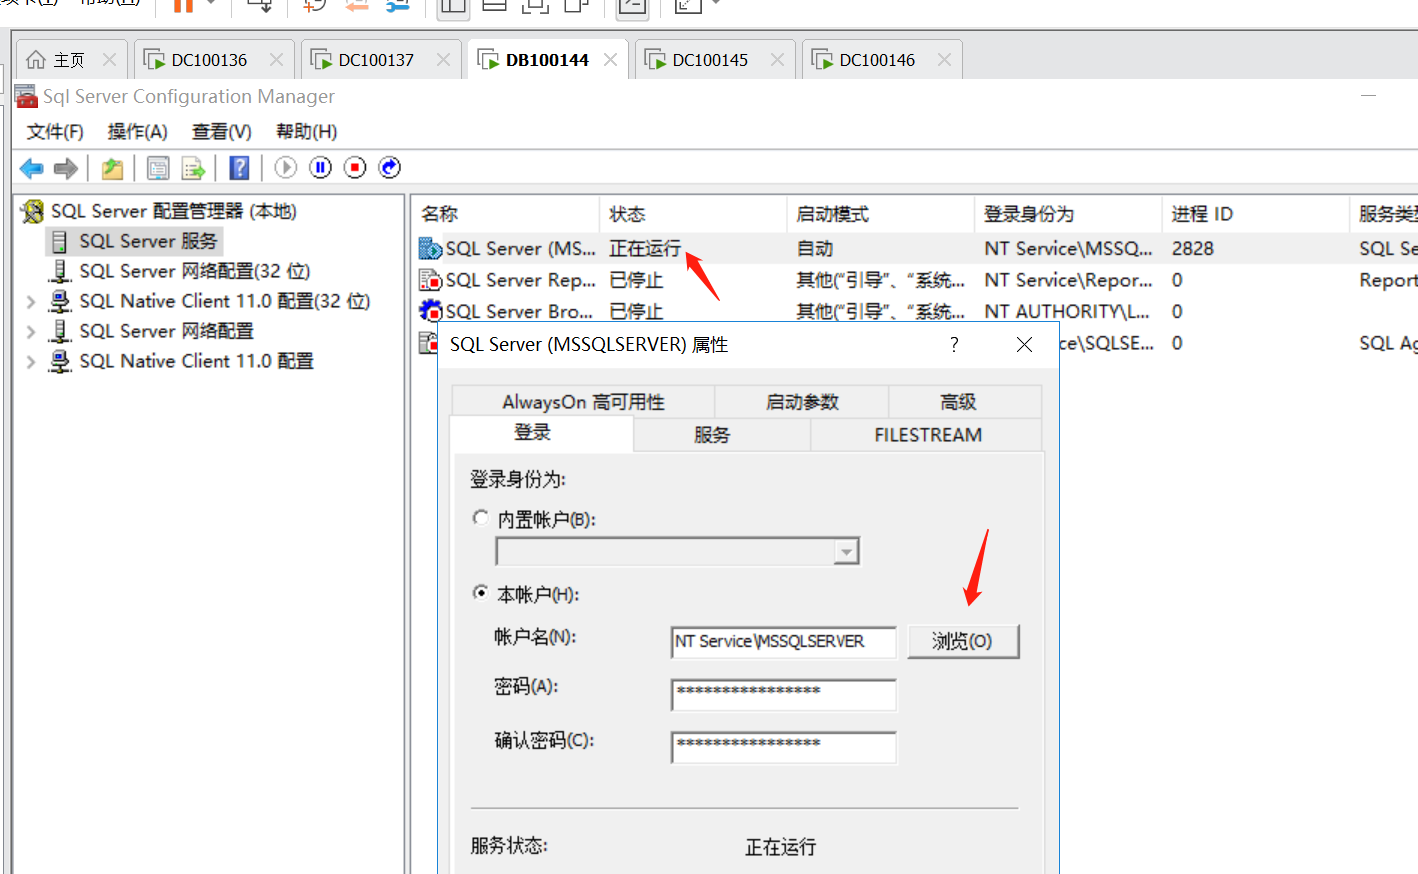 主页 DC100136 DC100137 DB100144 DC100145 DC100146
Sql Server Configuration Manager
文件(F) 操作(A) 查看(V) 帮助(H)
SQL Server 配置管理器 (本地)
SQL Server 服务
SQL Server 网络配置(32 位)
SQL Native Client 11.0 配置(32 位)
SQL Server 网络配置
SQL Native Client 11.0 配置
名称 状态 启动模式 登录身份为 进程 ID 服务类
SQL Server (MS... 正在运行 自动 NT Service\MSSQ... 2828 SQL Se
SQL Server Rep... 已停止 其他("引导"、"系统... NT Service\Repor... 0 Report
SQL Server Bro... 已停止 其他("引导"、"系统... NT AUTHORITY\L... 0
ce\SQLSE... 0 SQL Ag
SQL Server (MSSQLSERVER) 属性 ?
AlwaysOn 高可用性 启动参数 高级
登录 服务 FILESTREAM
登录身份为:
内置帐户(B):
本帐户(H):
帐户名(N): NT Service\MSSQLSERVER 浏览(O)
密码(A): ****************
确认密码(C): ****************
服务状态: 正在运行